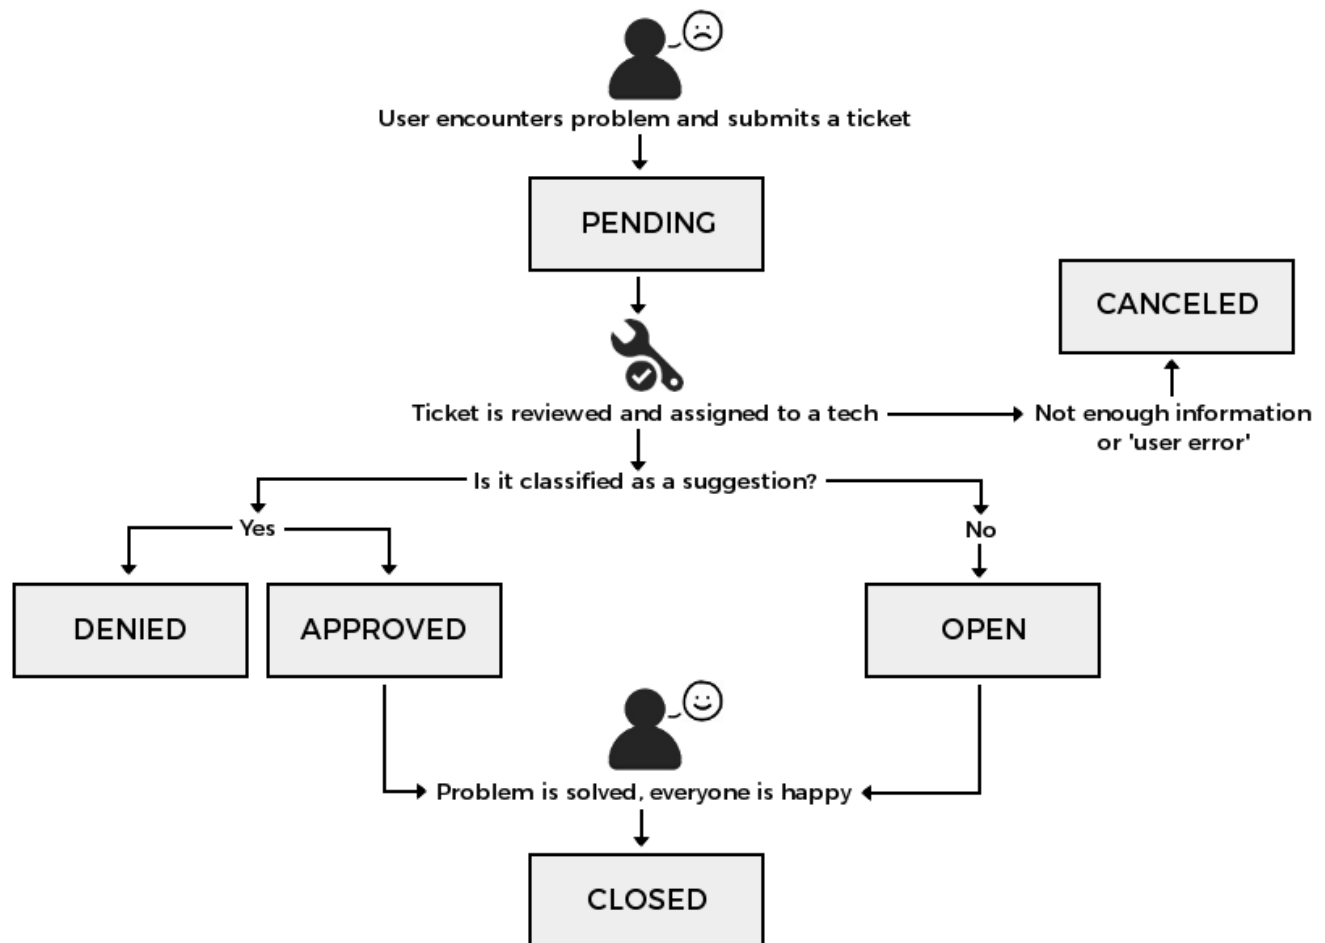 User encounters problem and submits a ticket
PENDING
CANCELED
Ticket is reviewed and assigned to a tech
Not enough information
or 'user error'
Is it classified as a suggestion?
Yes
No
DENIED
APPROVED
OPEN
Problem is solved, everyone is happy
CLOSED